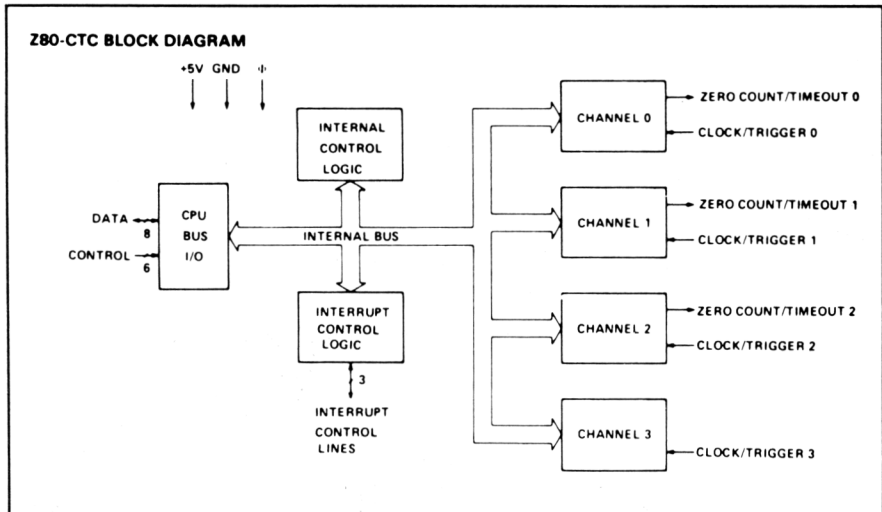 Z80-CTC BLOCK DIAGRAM
+5V GND Φ
INTERNAL
CONTROL
LOGIC
DATA
8
CONTROL
6
CPU
BUS
I/O
INTERNAL BUS
INTERRUPT
CONTROL
LOGIC
3
INTERRUPT
CONTROL
LINES
CHANNEL 0
ZERO COUNT/TIMEOUT 0
CLOCK/TRIGGER 0
CHANNEL 1
ZERO COUNT/TIMEOUT 1
CLOCK/TRIGGER 1
CHANNEL 2
ZERO COUNT/TIMEOUT 2
CLOCK/TRIGGER 2
CHANNEL 3
CLOCK/TRIGGER 3